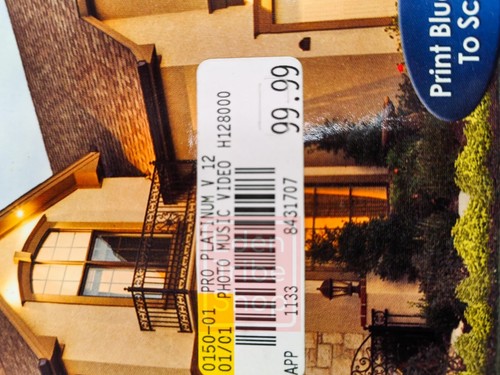 Print Blu
To Sc
0150-01 PRO PLATINUM V 12
01/01 PHOTO MUSIC VIDEO H128000
99.99
1133 8431707
APP